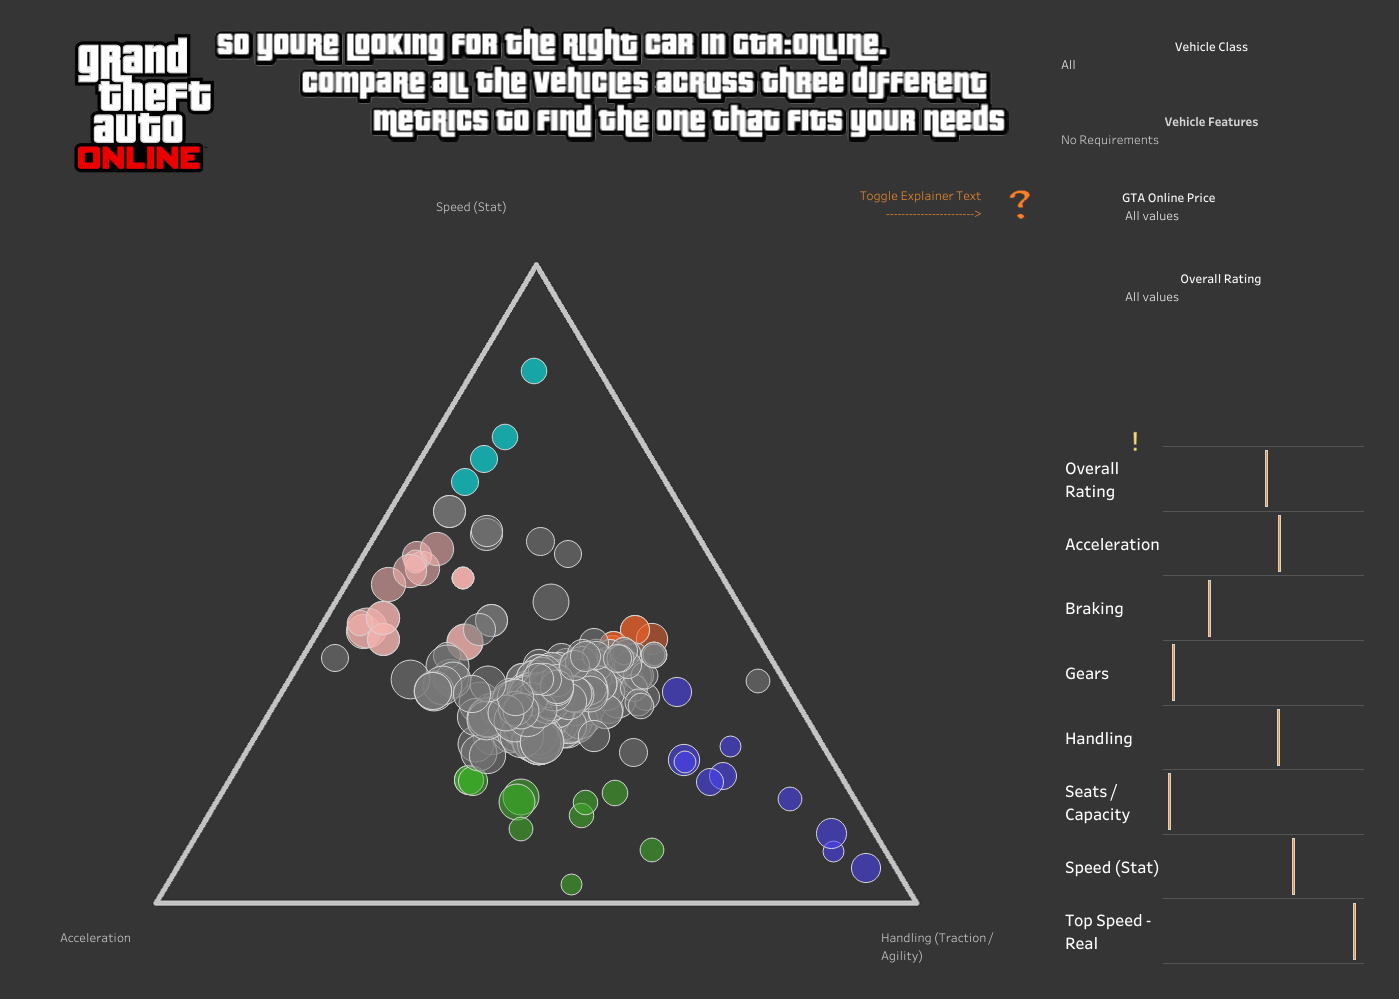 grand
theft
auto
ONLINE
SO YOURE LOOKING FOR the RIGHT CAR IN GTA:ONLINE.
COMPARE ALL the VEHICLES ACROSS THREE DIFFERENT
METRICS TO FIND the ONE that FITS YOUR NEEDS
Vehicle Class
All
Vehicle Features
No Requirements
GTA Online Price
All values
Overall Rating
All values
Toggle Explainer Text
---------------------->
?
Speed (Stat)
Acceleration
Handling (Traction /
Agility)
!
Overall
Rating
Acceleration
Braking
Gears
Handling
Seats /
Capacity
Speed (Stat)
Top Speed -
Real